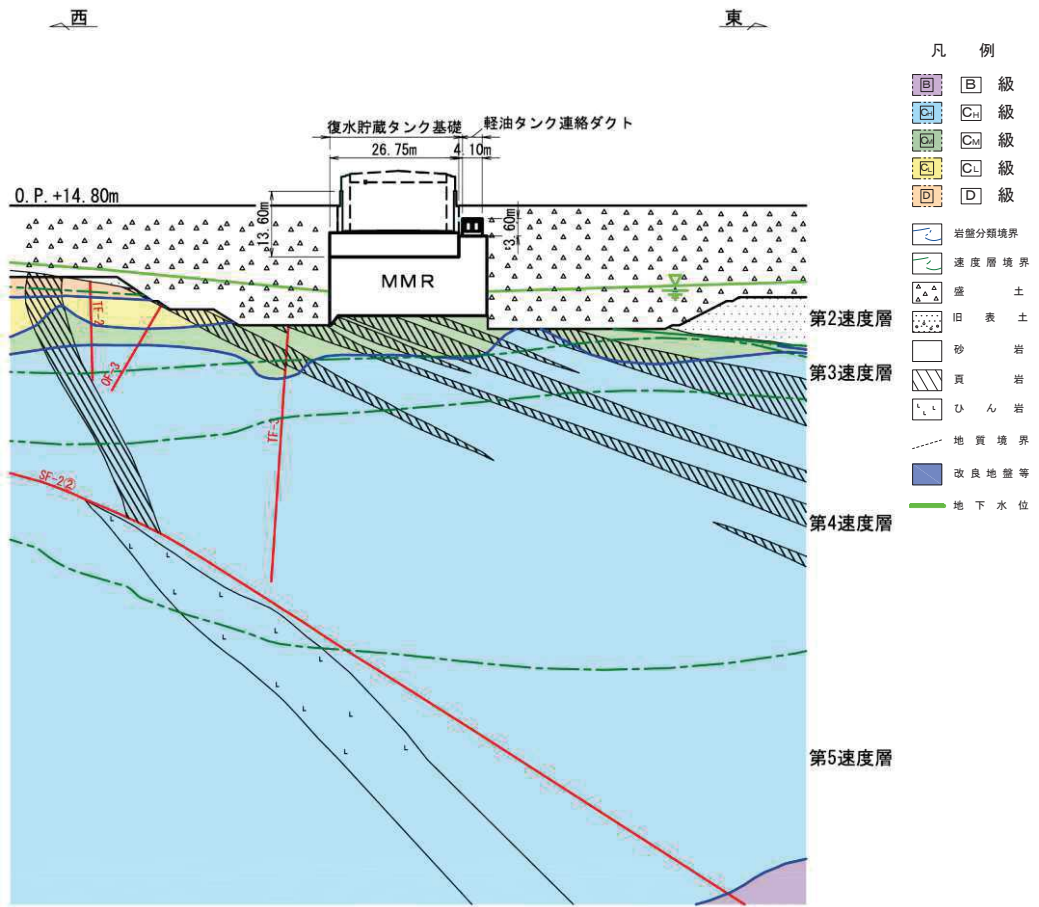 西
東
復水貯蔵タンク基礎
軽油タンク連絡ダクト
26.75m
4.10m
O.P.+14.80m
13.60m
3.60m
MMR
TF-2
OF-3
TF-3
SF-2②
第2速度層
第3速度層
第4速度層
第5速度層
凡 例
B B 級
CH CH 級
CM CM 級
CL CL 級
D D 級
岩盤分類境界
速度層境界
盛 土
旧 表 土
砂 岩
頁 岩
ひ ん 岩
地 質 境 界
改 良 地 盤 等
地 下 水 位